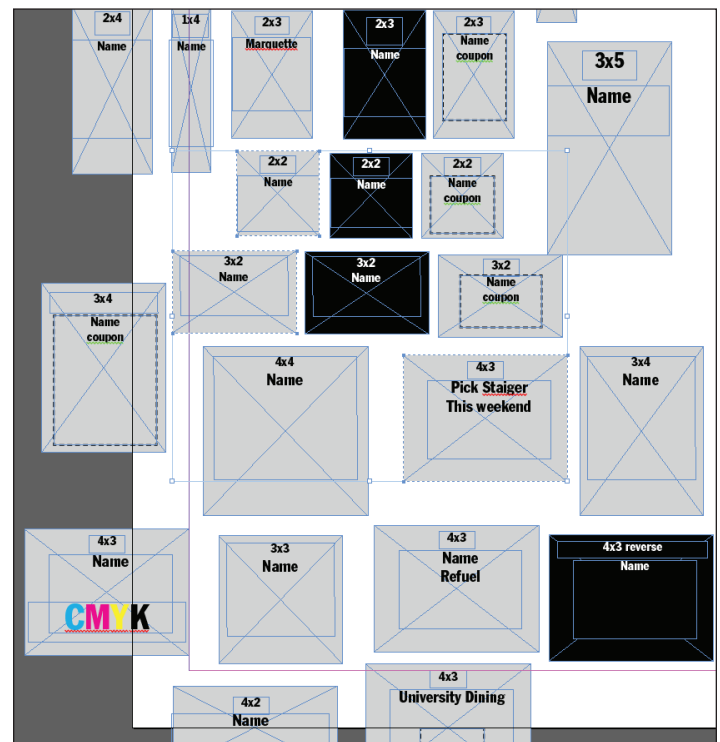 2x4
Name
1x4
Name
2x3
Marquette
2x3
Name
2x3
Name
coupon
3x5
Name
2x2
Name
2x2
Name
2x2
Name
coupon
3x2
Name
3x2
Name
3x2
Name
coupon
3x4
Name
coupon
4x4
Name
4x3
Pick Staiger
This weekend
3x4
Name
4x3
Name
CMYK
3x3
Name
4x3
Name
Refuel
4x3 reverse
Name
4x2
Name
4x3
University Dining